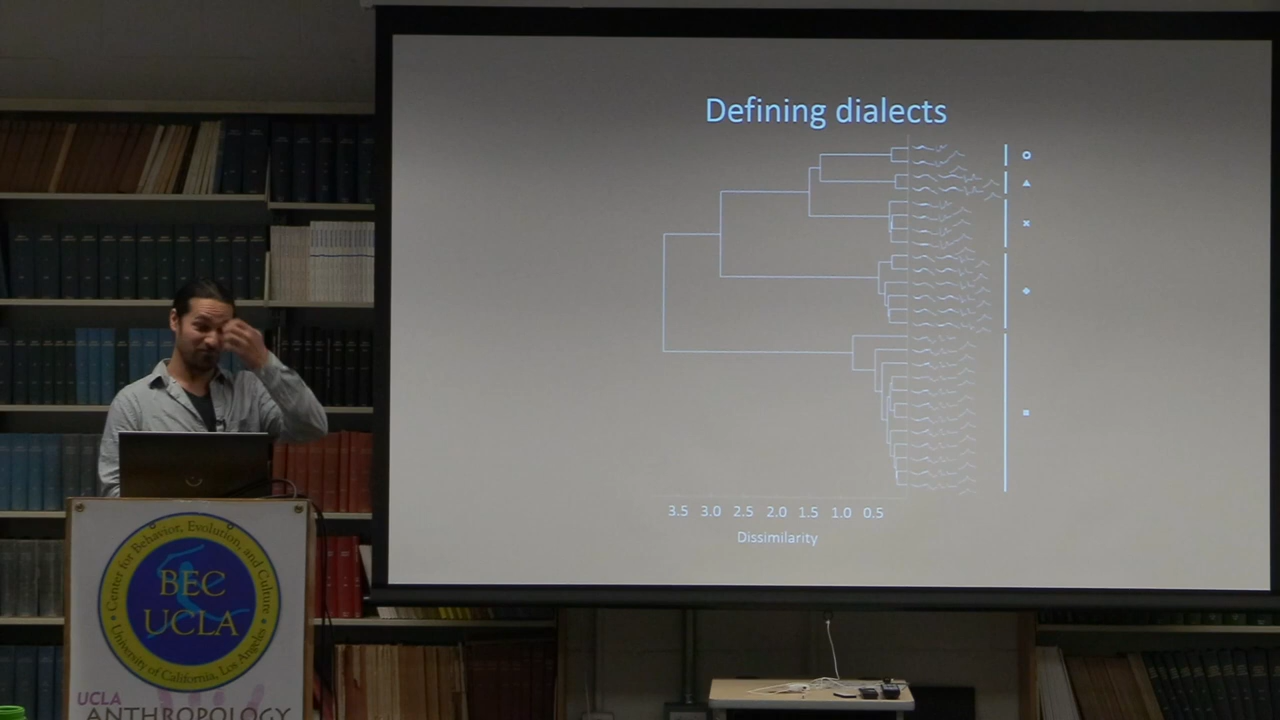 Defining dialects
3.5 3.0 2.5 2.0 1.5 1.0 0.5
Dissimilarity
Center for Behavior, Evolution, and Culture
BEC
UCLA
University of California, Los Angeles
UCLA
ANTHROPOLOGY